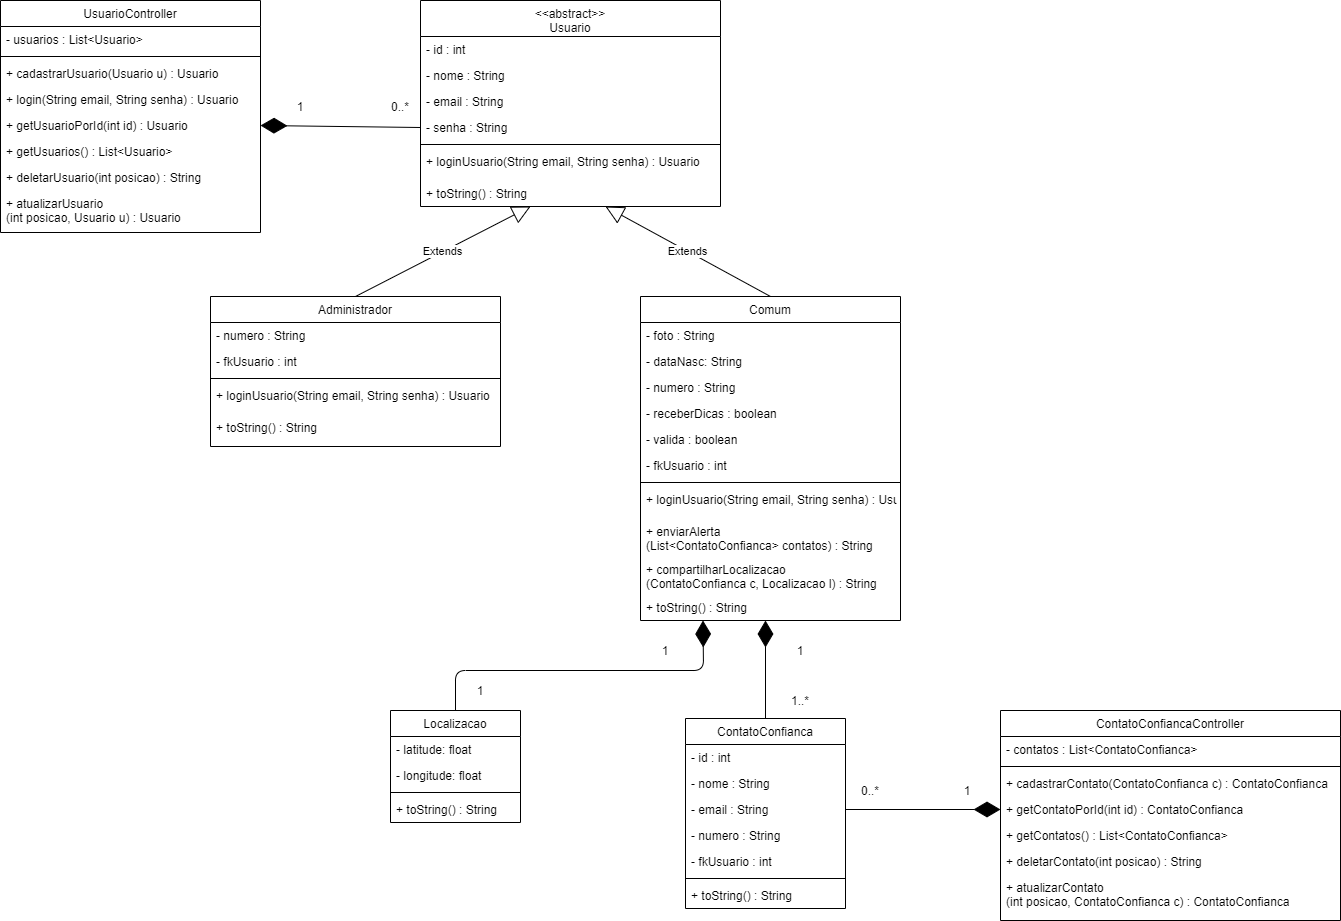 UsuarioController
- usuarios : List<Usuario>
+ cadastrarUsuario(Usuario u) : Usuario
+ login(String email, String senha) : Usuario
+ getUsuarioPorId(int id) : Usuario
+ getUsuarios() : List<Usuario>
+ deletarUsuario(int posicao) : String
+ atualizarUsuario
(int posicao, Usuario u) : Usuario
1
0..*
<<abstract>>
Usuario
- id : int
- nome : String
- email : String
- senha : String
+ loginUsuario(String email, String senha) : Usuario
+ toString() : String
Extends
Extends
Administrador
- numero : String
- fkUsuario : int
+ loginUsuario(String email, String senha) : Usuario
+ toString() : String
Comum
- foto : String
- dataNasc: String
- numero : String
- receberDicas : boolean
- valida : boolean
- fkUsuario : int
+ loginUsuario(String email, String senha) : Usu
+ enviarAlerta
(List<ContatoConfianca> contatos) : String
+ compartilharLocalizacao
(ContatoConfianca c, Localizacao l) : String
+ toString() : String
1
1
1
1..*
Localizacao
- latitude: float
- longitude: float
+ toString() : String
ContatoConfianca
- id : int
- nome : String
- email : String
- numero : String
- fkUsuario : int
+ toString() : String
0..*
1
ContatoConfiancaController
- contatos : List<ContatoConfianca>
+ cadastrarContato(ContatoConfianca c) : ContatoConfianca
+ getContatoPorId(int id) : ContatoConfianca
+ getContatos() : List<ContatoConfianca>
+ deletarContato(int posicao) : String
+ atualizarContato
(int posicao, ContatoConfianca c) : ContatoConfianca